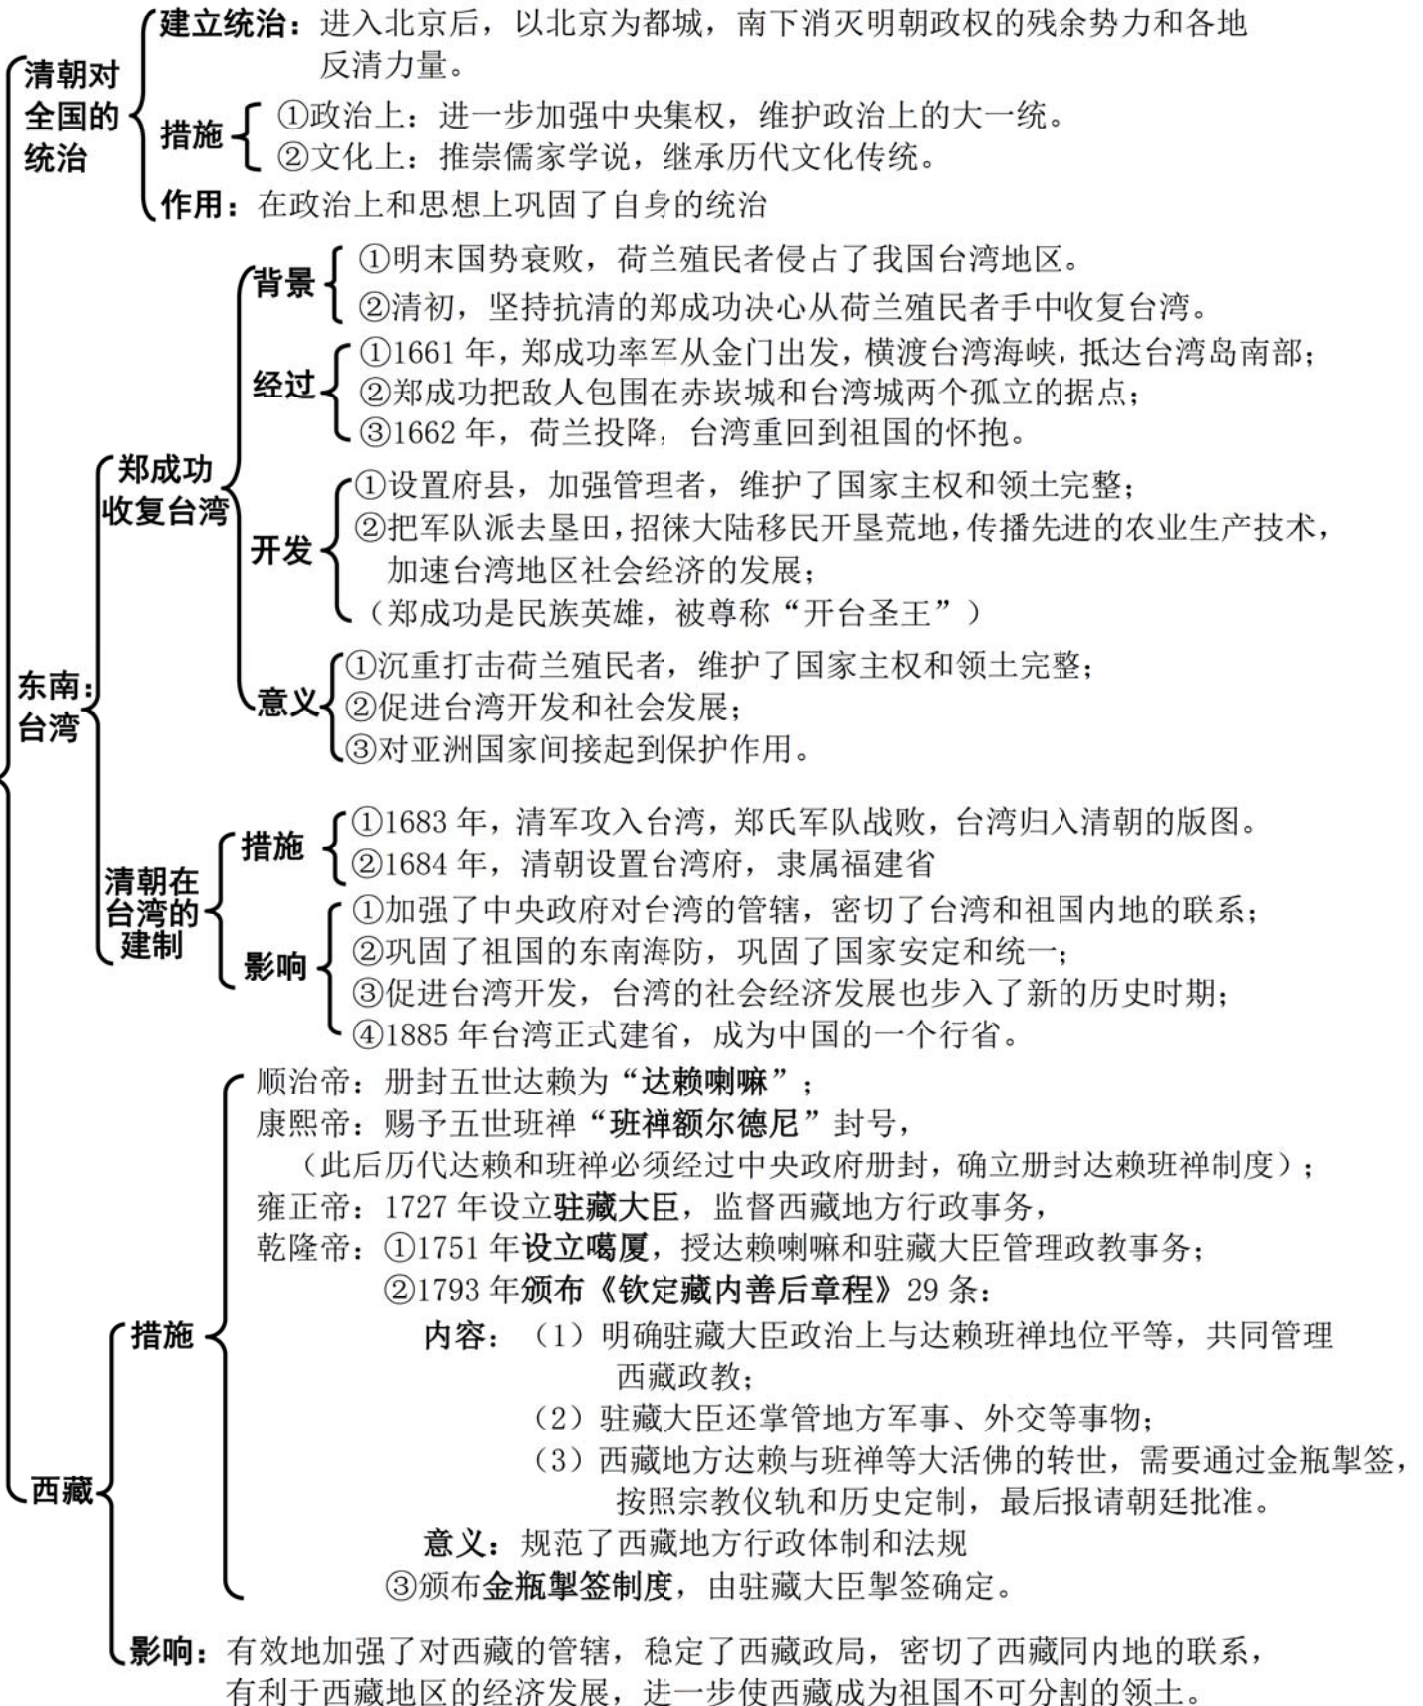 清朝对
全国的
统治
建立统治：进入北京后，以北京为都城，南下消灭明朝政权的残余势力和各地
反清力量。
措施
①政治上：进一步加强中央集权，维护政治上的大一统。
②文化上：推崇儒家学说，继承历代文化传统。
作用：在政治上和思想上巩固了自身的统治
东南：
台湾
郑成功
收复台湾
背景
①明末国势衰败，荷兰殖民者侵占了我国台湾地区。
②清初，坚持抗清的郑成功决心从荷兰殖民者手中收复台湾。
经过
①1661年，郑成功率军从金门出发，横渡台湾海峡，抵达台湾岛南部；
②郑成功把敌人包围在赤崁城和台湾城两个孤立的据点；
③1662年，荷兰投降，台湾重回到祖国的怀抱。
开发
①设置府县，加强管理者，维护了国家主权和领土完整；
②把军队派去垦田，招徕大陆移民开垦荒地，传播先进的农业生产技术，
加速台湾地区社会经济的发展；
（郑成功是民族英雄，被尊称“开台圣王”）
意义
①沉重打击荷兰殖民者，维护了国家主权和领土完整；
②促进台湾开发和社会发展；
③对亚洲国家间接起到保护作用。
清朝在
台湾的
建制
措施
①1683年，清军攻入台湾，郑氏军队战败，台湾归入清朝的版图。
②1684年，清朝设置台湾府，隶属福建省
影响
①加强了中央政府对台湾的管辖，密切了台湾和祖国内地的联系；
②巩固了祖国的东南海防，巩固了国家安定和统一；
③促进台湾开发，台湾的社会经济发展也步入了新的历史时期；
④1885年台湾正式建省，成为中国的一个行省。
西藏
措施
顺治帝：册封五世达赖为“达赖喇嘛”；
康熙帝：赐予五世班禅“班禅额尔德尼”封号，
（此后历代达赖和班禅必须经过中央政府册封，确立册封达赖班禅制度）；
雍正帝：1727年设立驻藏大臣，监督西藏地方行政事务，
乾隆帝：①1751年设立噶厦，授达赖喇嘛和驻藏大臣管理政教事务；
②1793年颁布《钦定藏内善后章程》29条：
内容：（1）明确驻藏大臣政治上与达赖班禅地位平等，共同管理
西藏政教；
（2）驻藏大臣还掌管地方军事、外交等事物；
（3）西藏地方达赖与班禅等大活佛的转世，需要通过金瓶掣签，
按照宗教仪轨和历史定制，最后报请朝廷批准。
意义：规范了西藏地方行政体制和法规
③颁布金瓶掣签制度，由驻藏大臣掣签确定。
影响：有效地加强了对西藏的管辖，稳定了西藏政局，密切了西藏同内地的联系，
有利于西藏地区的经济发展，进一步使西藏成为祖国不可分割的领土。